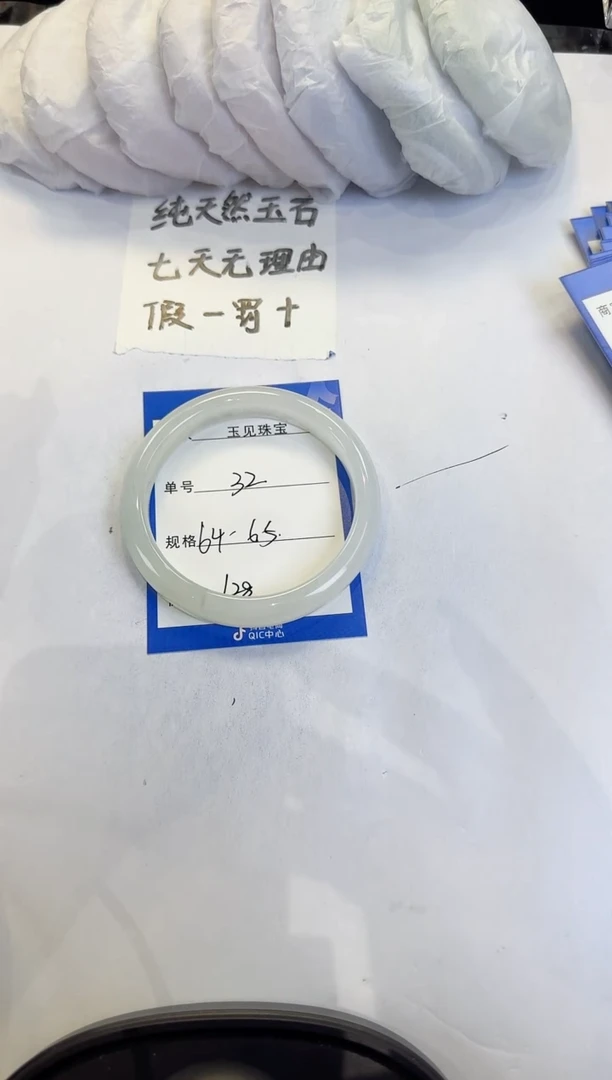 纯天然玉石
七天无理由
假一罚十
商
玉见珠宝
单号 32
规格 64-65.
128
QIC中心